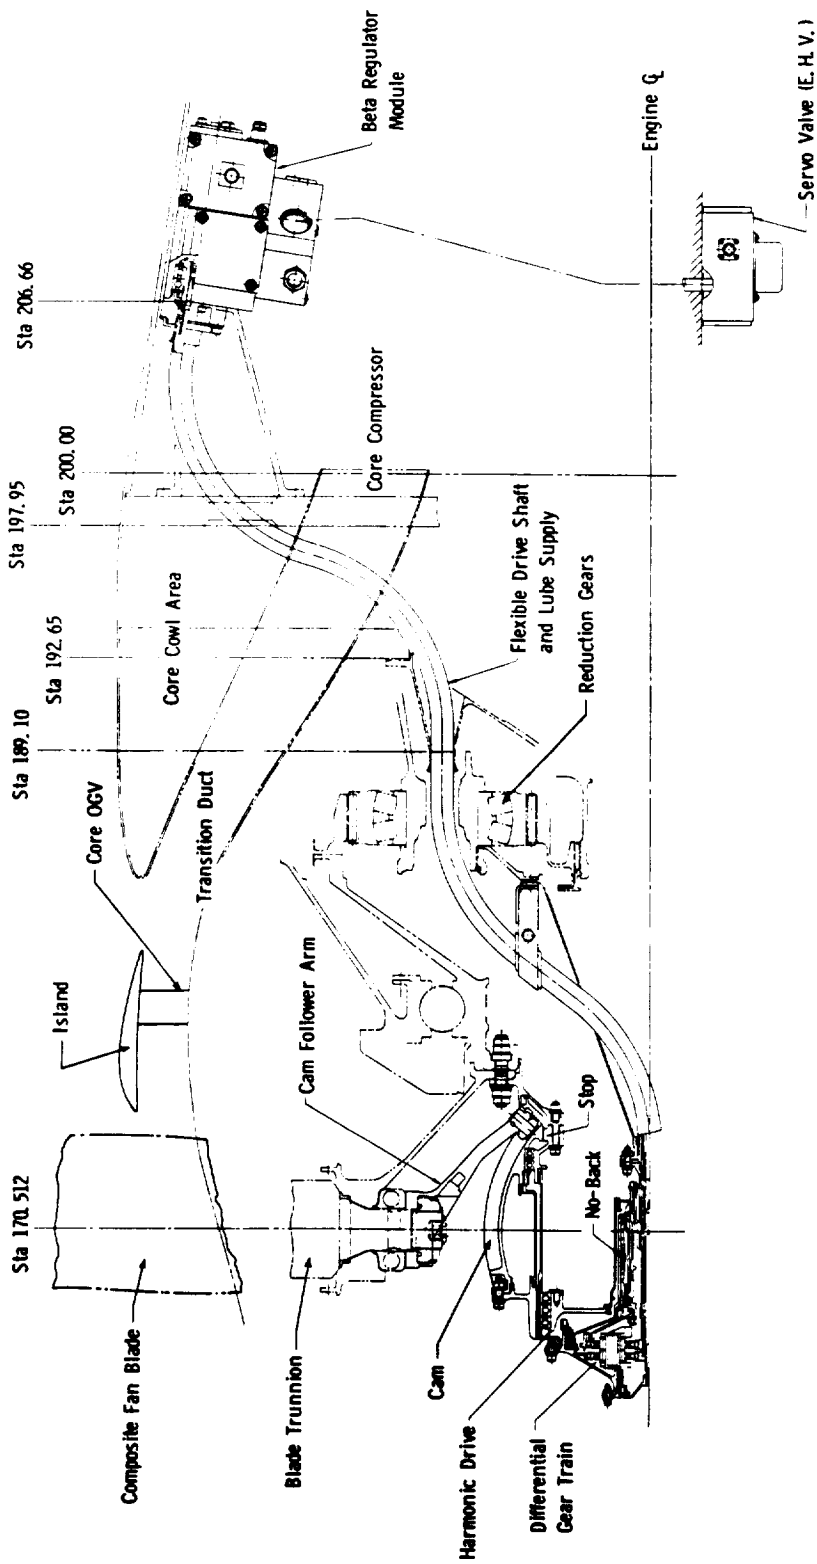 Sta 170.512
Sta 189.10
Sta 192.65
Sta 197.95
Sta 200.00
Sta 206.66
Composite Fan Blade
Island
Core OGV
Core Cowl Area
Transition Duct
Core Compressor
Beta Regulator
Module
Blade Trunnion
Cam Follower Arm
Cam
Harmonic Drive
Differential
Gear Train
No-Back
Stop
Flexible Drive Shaft
and Lube Supply
Reduction Gears
Engine ℄
Servo Valve (E. H. V. )